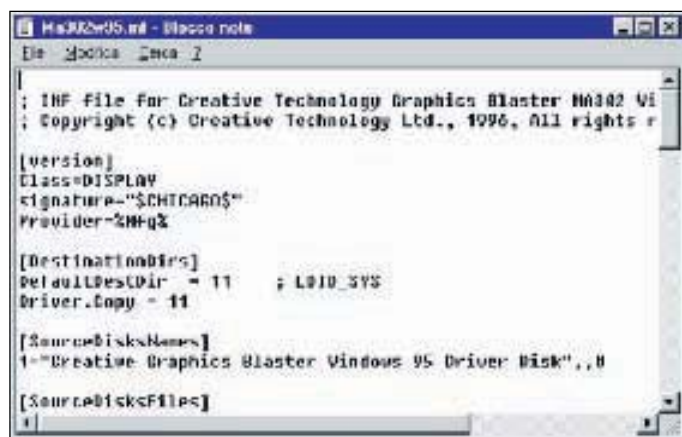 Ma302w95.inf - Blocco note
File Modifica Cerca ?
; INF file for Creative Technology Graphics Blaster MA302 Wi
; Copyright (c) Creative Technology Ltd., 1996, All rights r
[version]
Class=DISPLAY
signature="$CHICAGO$"
Provider=%Mfg%
[DestinationDirs]
DefaultDestDir = 11 ; LDID_SYS
Driver.Copy = 11
[SourceDisksNames]
1="Creative Graphics Blaster Windows 95 Driver Disk",,0
[SourceDisksFiles]